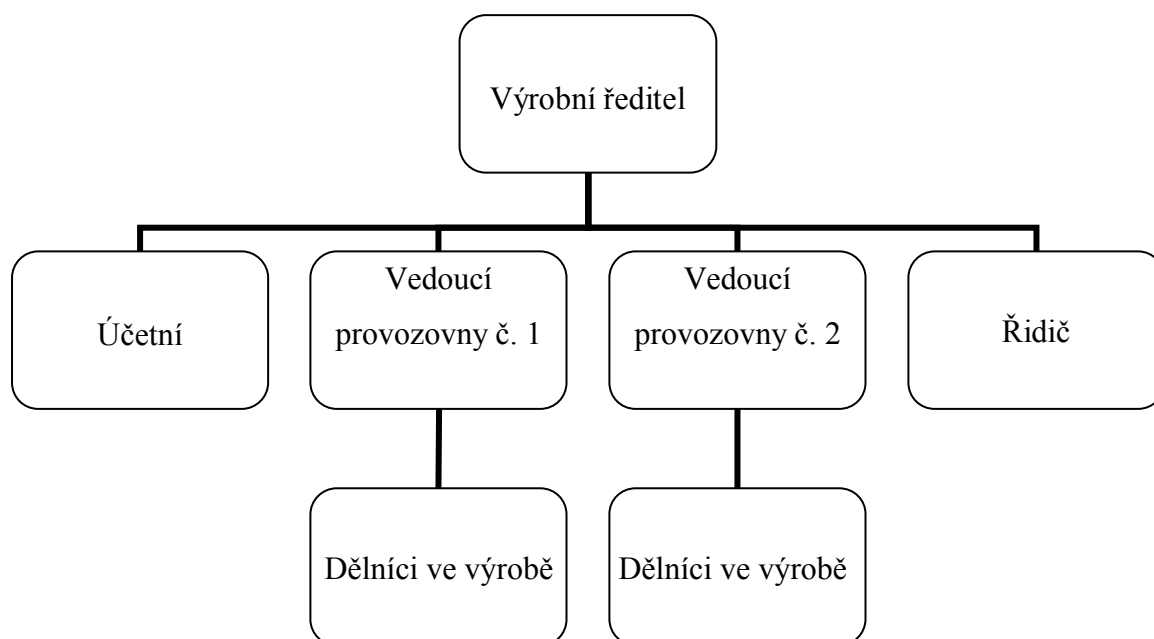 Výrobní ředitel
Účetní
Vedoucí
provozovny č. 1
Vedoucí
provozovny č. 2
Řidič
Dělníci ve výrobě
Dělníci ve výrobě